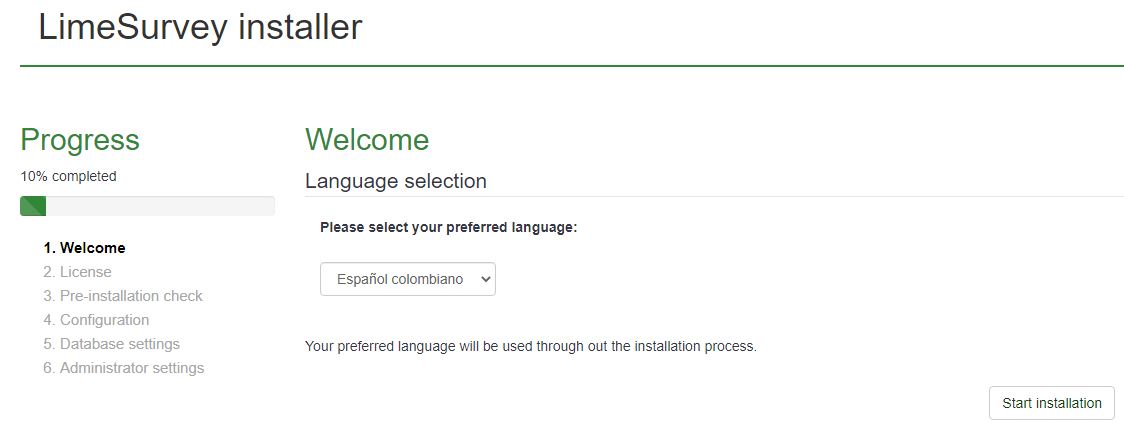 LimeSurvey installer
Progress
10% completed
1. Welcome
2. License
3. Pre-installation check
4. Configuration
5. Database settings
6. Administrator settings
Welcome
Language selection
Please select your preferred language:
Español colombiano
Your preferred language will be used through out the installation process.
Start installation